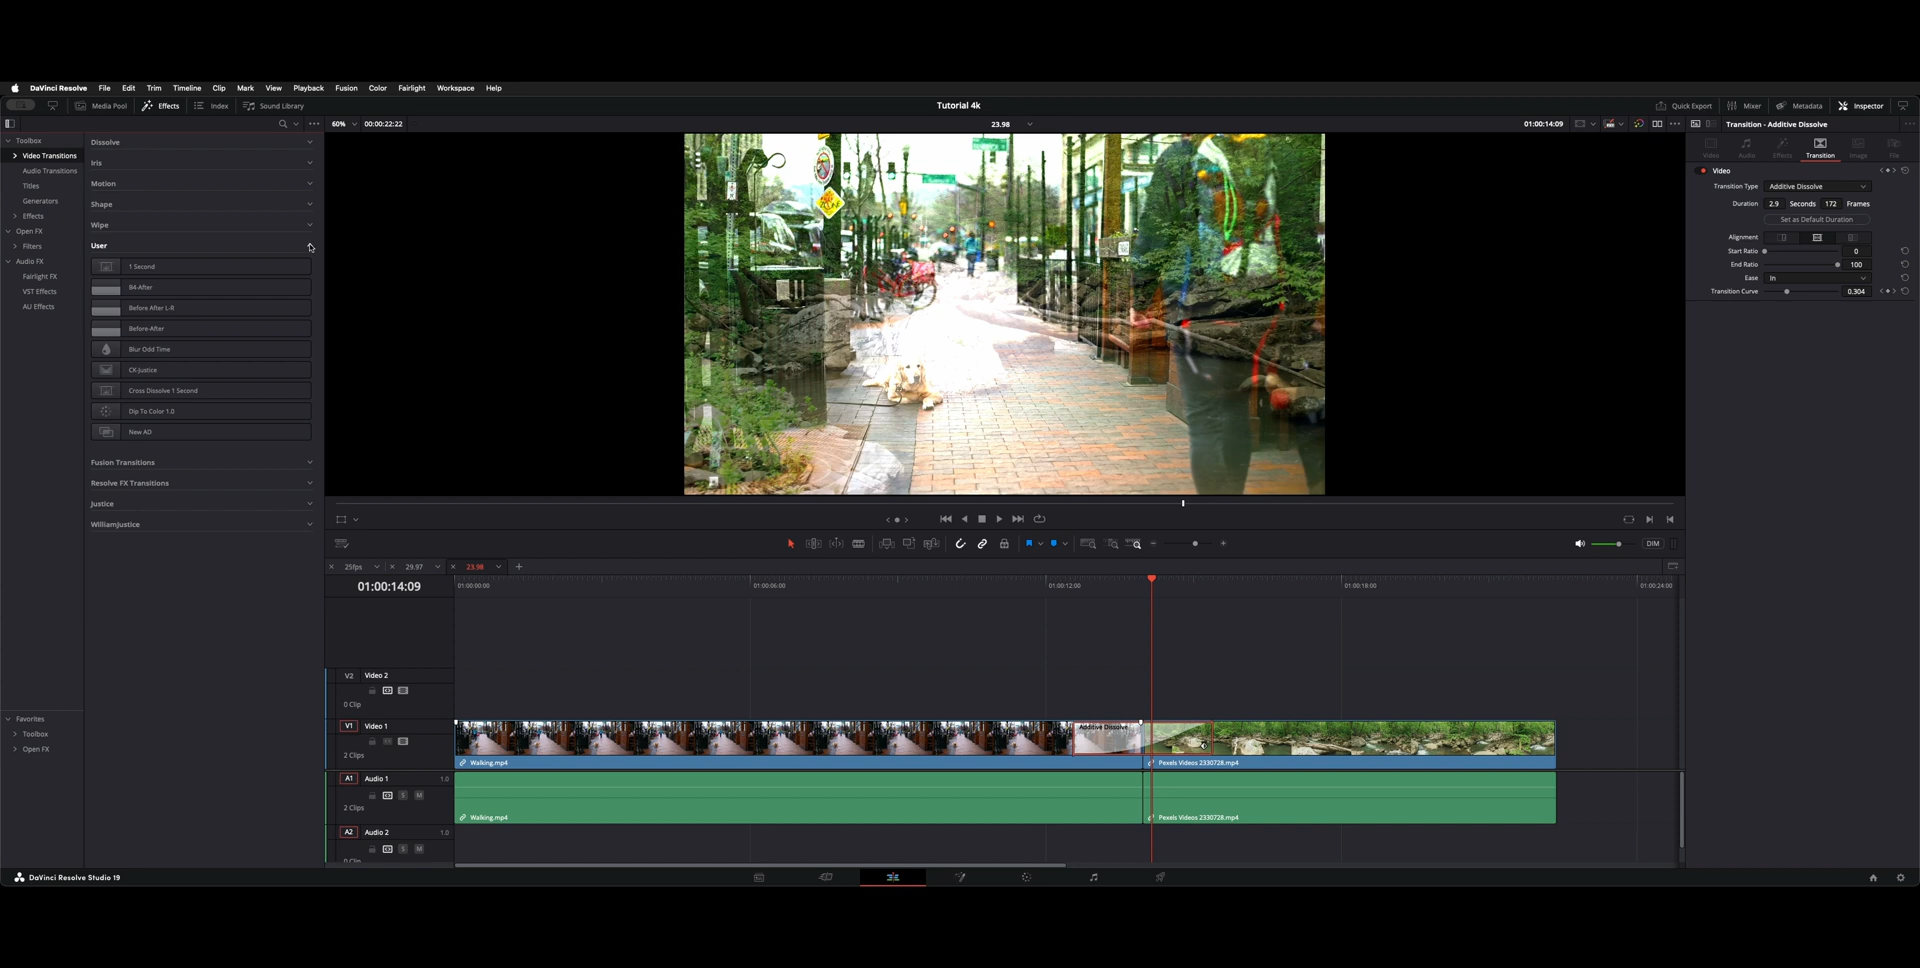 DaVinci Resolve File Edit Trim Timeline Clip Mark View Playback Fusion Color Fairlight Workspace Help
Media Pool Effects Index Sound Library Tutorial 4k Quick Export Mixer Metadata Inspector
60% 00:00:22:22 23.98 01:00:14:09 Transition - Additive Dissolve
Toolbox
Video Transitions
Audio Transitions
Titles
Generators
Effects
Open FX
Filters
Audio FX
Fairlight FX
VST Effects
AU Effects
Favorites
Toolbox
Open FX
Dissolve
Iris
Motion
Shape
Wipe
User
1 Second
B4-After
Before After L-R
Before-After
Blur Odd Time
CK-Justice
Cross Dissolve 1 Second
Dip To Color 1.0
New AD
Fusion Transitions
Resolve FX Transitions
Justice
WilliamJustice
Video Audio Effects Transition Image File
Video
Transition Type Additive Dissolve
Duration 2.9 Seconds 172 Frames
Set as Default Duration
Alignment
Start Ratio 0
End Ratio 100
Ease In
Transition Curve 0.304
DIM
25fps 29.97 23.98
01:00:14:09 01:00:00:00 01:00:06:00 01:00:12:00 01:00:18:00 01:00:24:00
V2 Video 2
0 Clip
V1 Video 1
2 Clips
Additive Dissolve
Walking.mp4 Pexels Videos 2330728.mp4
A1 Audio 1 1.0
S M
2 Clips
Walking.mp4 Pexels Videos 2330728.mp4
A2 Audio 2 1.0
S M
0 Clip
DaVinci Resolve Studio 19